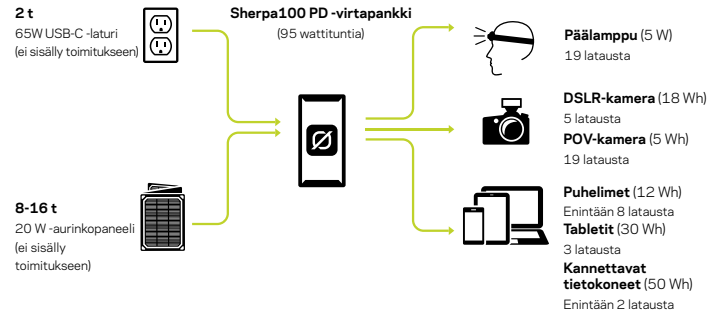 2 t
65W USB-C -laturi
(ei sisälly toimitukseen)
8-16 t
20 W -aurinkopaneeli
(ei sisälly
toimitukseen)
Sherpa100 PD -virtapankki
(95 wattituntia)
Päälamppu (5 W)
19 latausta
DSLR-kamera (18 Wh)
5 latausta
POV-kamera (5 Wh)
19 latausta
Puhelimet (12 Wh)
Enintään 8 latausta
Tabletit (30 Wh)
3 latausta
Kannettavat
tietokoneet (50 Wh)
Enintään 2 latausta